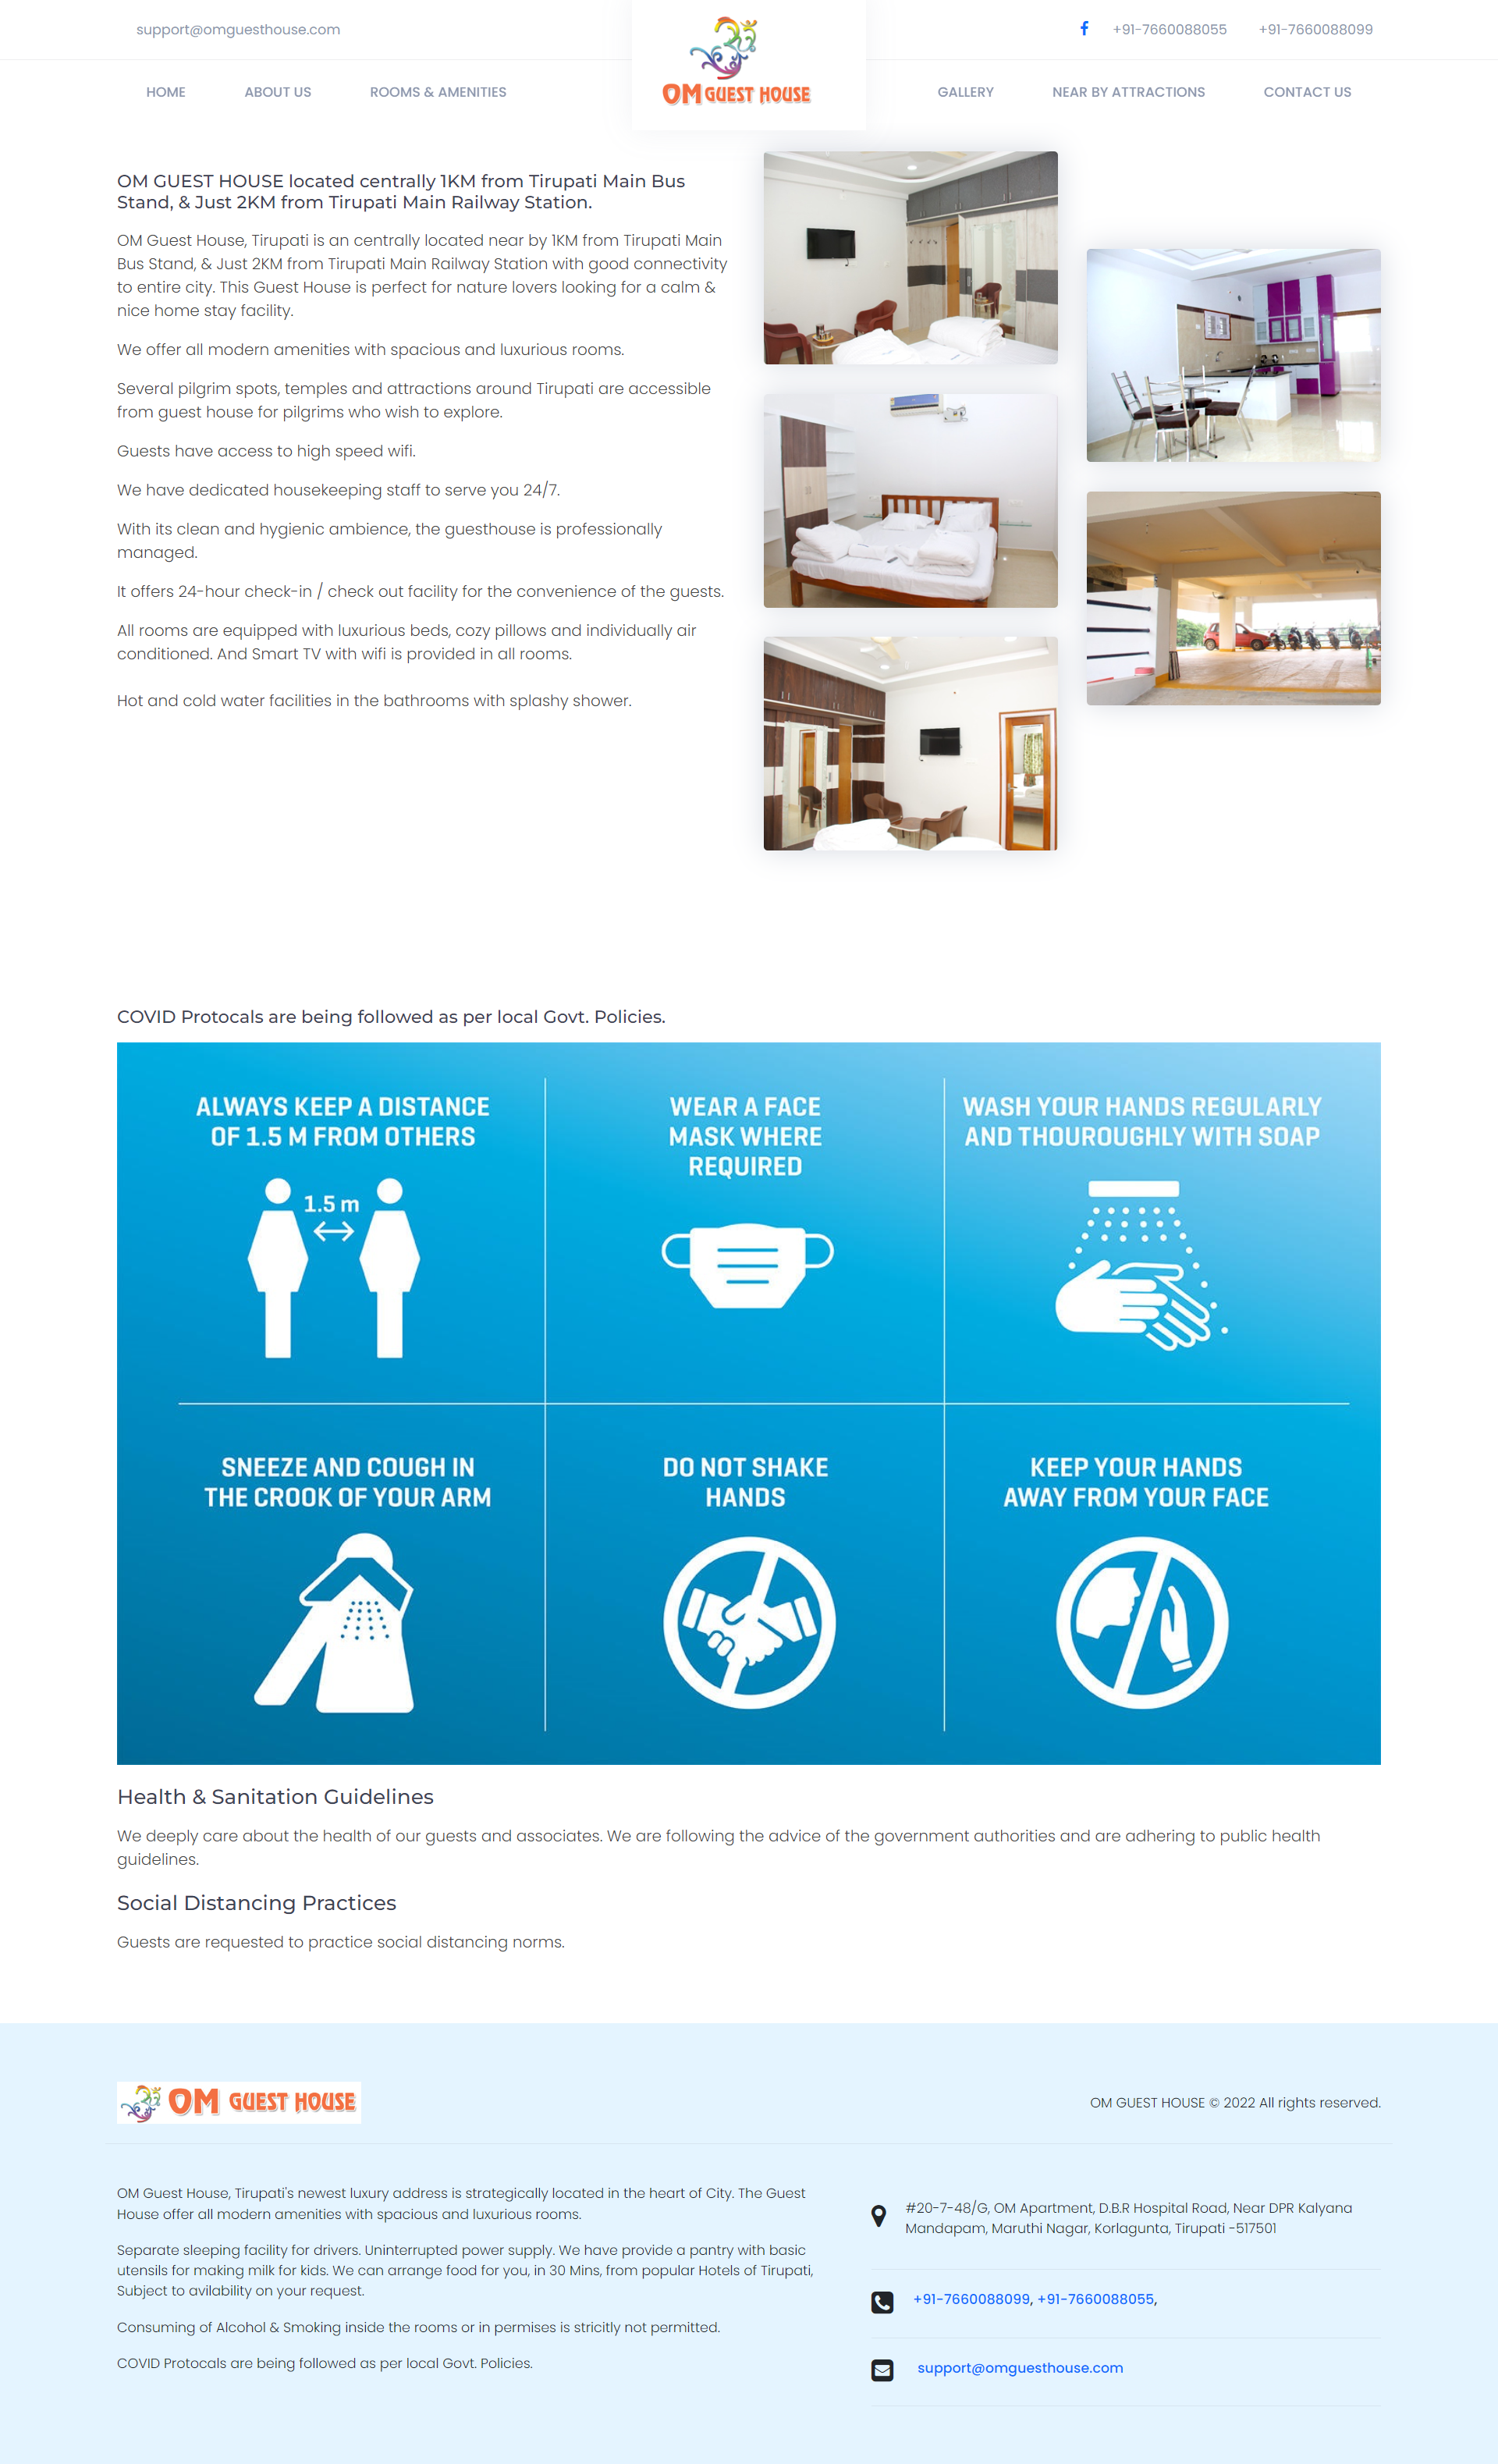 support@omguesthouse.com
+91-7660088055
+91-7660088099
HOME
ABOUT US
ROOMS & AMENITIES
OM GUEST HOUSE
GALLERY
NEAR BY ATTRACTIONS
CONTACT US
OM GUEST HOUSE located centrally 1KM from Tirupati Main Bus
Stand, & Just 2KM from Tirupati Main Railway Station.
OM Guest House, Tirupati is an centrally located near by 1KM from Tirupati Main
Bus Stand, & Just 2KM from Tirupati Main Railway Station with good connectivity
to entire city. This Guest House is perfect for nature lovers looking for a calm &
nice home stay facility.
We offer all modern amenities with spacious and luxurious rooms.
Several pilgrim spots, temples and attractions around Tirupati are accessible
from guest house for pilgrims who wish to explore.
Guests have access to high speed wifi.
We have dedicated housekeeping staff to serve you 24/7.
With its clean and hygienic ambience, the guesthouse is professionally
managed.
It offers 24-hour check-in / check out facility for the convenience of the guests.
All rooms are equipped with luxurious beds, cozy pillows and individually air
conditioned. And Smart TV with wifi is provided in all rooms.
Hot and cold water facilities in the bathrooms with splashy shower.
COVID Protocals are being followed as per local Govt. Policies.
ALWAYS KEEP A DISTANCE
OF 1.5 M FROM OTHERS
1.5 m
WEAR A FACE
MASK WHERE
REQUIRED
WASH YOUR HANDS REGULARLY
AND THOUROUGHLY WITH SOAP
SNEEZE AND COUGH IN
THE CROOK OF YOUR ARM
DO NOT SHAKE
HANDS
KEEP YOUR HANDS
AWAY FROM YOUR FACE
Health & Sanitation Guidelines
We deeply care about the health of our guests and associates. We are following the advice of the government authorities and are adhering to public health
guidelines.
Social Distancing Practices
Guests are requested to practice social distancing norms.
OM GUEST HOUSE
OM GUEST HOUSE © 2022 All rights reserved.
OM Guest House, Tirupati's newest luxury address is strategically located in the heart of City. The Guest
House offer all modern amenities with spacious and luxurious rooms.
Separate sleeping facility for drivers. Uninterrupted power supply. We have provide a pantry with basic
utensils for making milk for kids. We can arrange food for you, in 30 Mins, from popular Hotels of Tirupati,
Subject to avilability on your request.
Consuming of Alcohol & Smoking inside the rooms or in permises is stricitly not permitted.
COVID Protocals are being followed as per local Govt. Policies.
#20-7-48/G, OM Apartment, D.B.R Hospital Road, Near DPR Kalyana
Mandapam, Maruthi Nagar, Korlagunta, Tirupati -517501
+91-7660088099, +91-7660088055,
support@omguesthouse.com